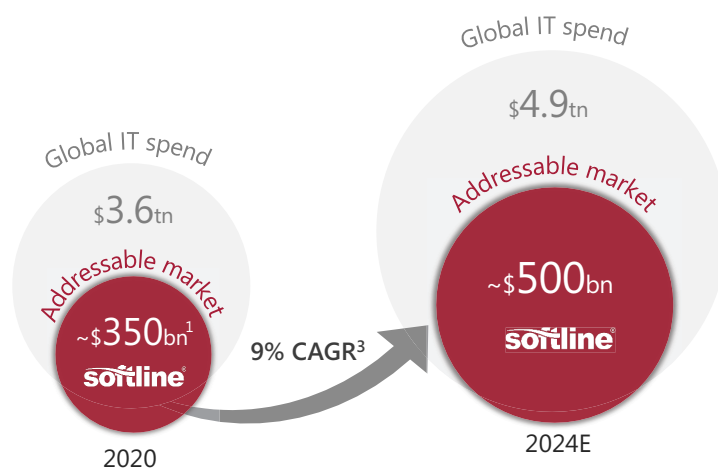 Global IT spend
$3.6tn
Addressable market
~$350bn¹
softline®
2020
9% CAGR³
Global IT spend
$4.9tn
Addressable market
~$500bn
softline®
2024E